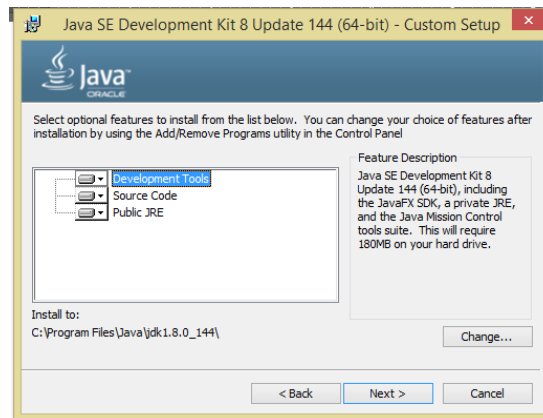 Java SE Development Kit 8 Update 144 (64-bit) - Custom Setup
Java
ORACLE
Select optional features to install from the list below. You can change your choice of features after
installation by using the Add/Remove Programs utility in the Control Panel
Development Tools
Source Code
Public JRE
Feature Description
Java SE Development Kit 8
Update 144 (64-bit), including
the JavaFX SDK, a private JRE,
and the Java Mission Control
tools suite. This will require
180MB on your hard drive.
Install to:
C:\Program Files\Java\jdk1.8.0_144\
Change...
< Back
Next >
Cancel